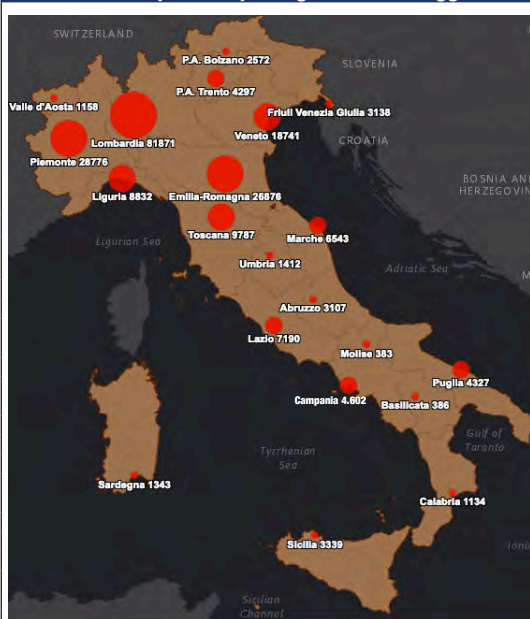 SWITZERLAND
P.A. Bolzano 2572
SLOVENIA
P.A. Trento 4297
Valle d'Aosta 1158
Friuli Venezia Giulia 3138
Veneto 18741
Lombardia 81871
CROATIA
Piemonte 28776
BOSNIA AN
HERZEGOVIN
Liguria 8832
Emilia-Romagna 26876
Toscana 9787
Marche 6543
Ligurian Sea
Umbria 1412
Adriatic Sea
Abruzzo 3107
Lazio 7190
Molise 383
Puglia 4327
Campania 4.602
Basilicata 386
Gulf of
Taranto
Tyrrhenian
Sea
Sardegna 1343
Calabria 1134
Sicilia 3339
Sicilian
Channel